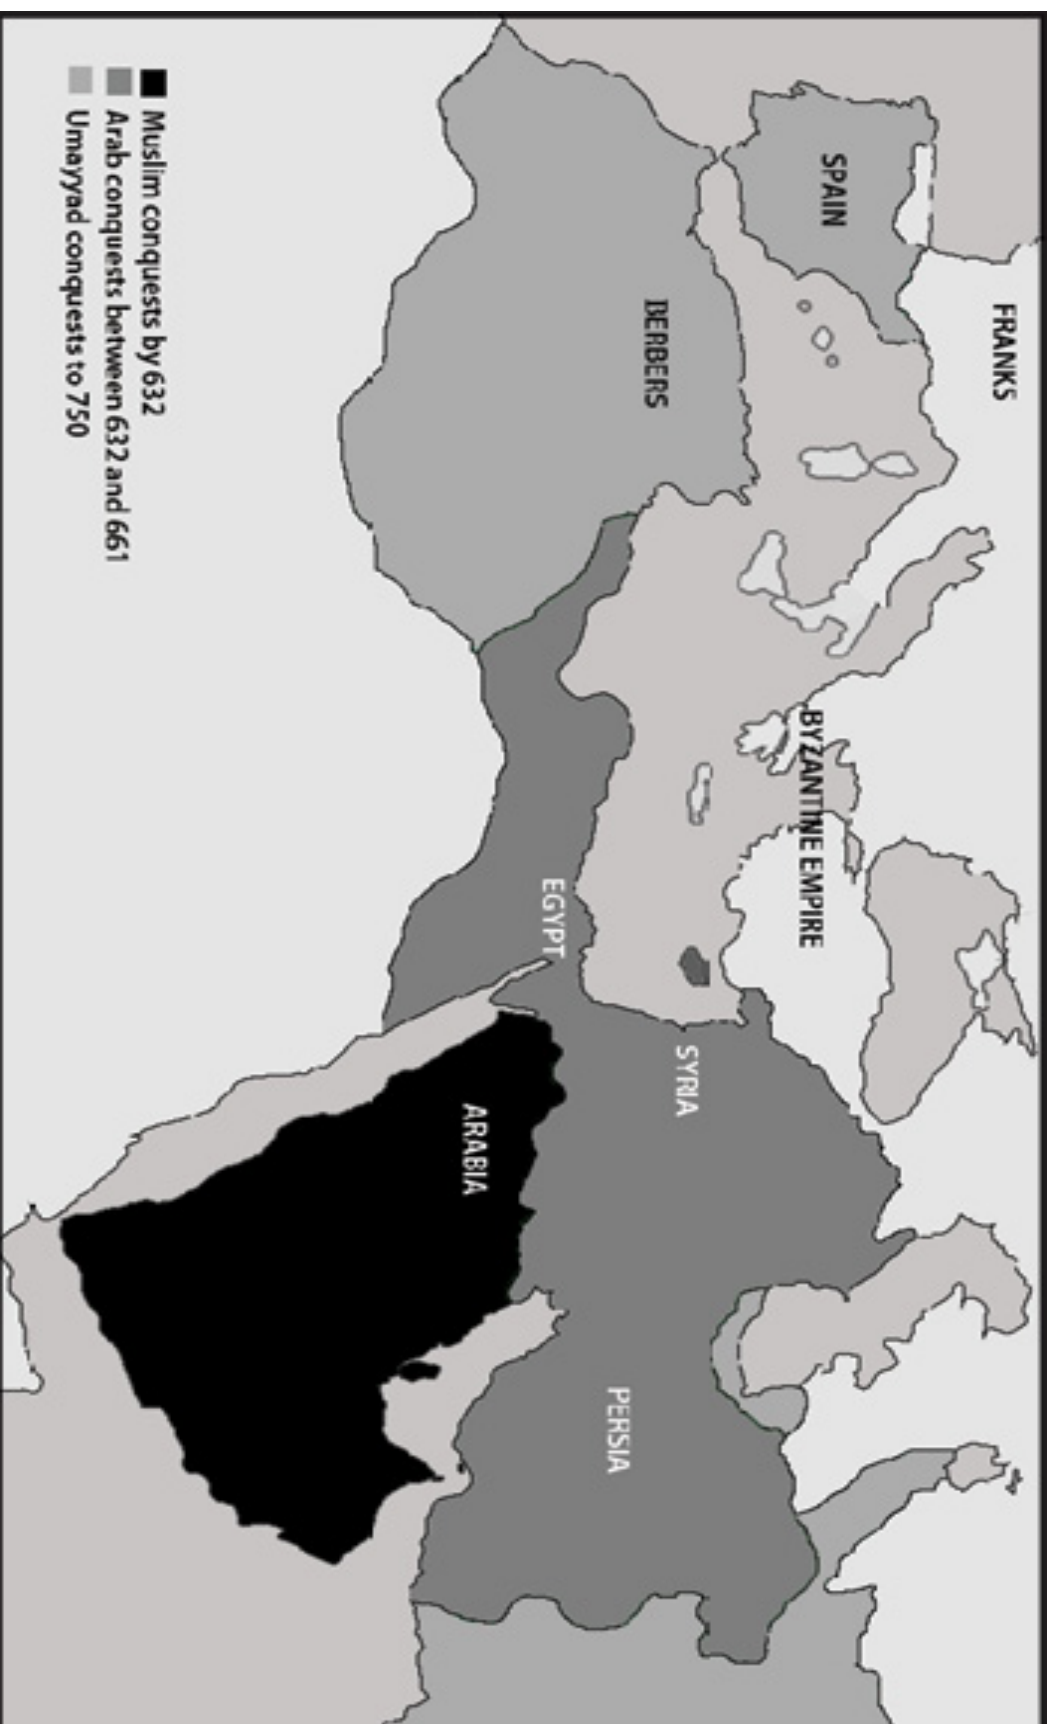 FRANKS
SPAIN
BERBERS
BYZANTINE EMPIRE
EGYPT
SYRIA
ARABIA
PERSIA
Muslim conquests by 632
Arab conquests between 632 and 661
Umayyad conquests to 750